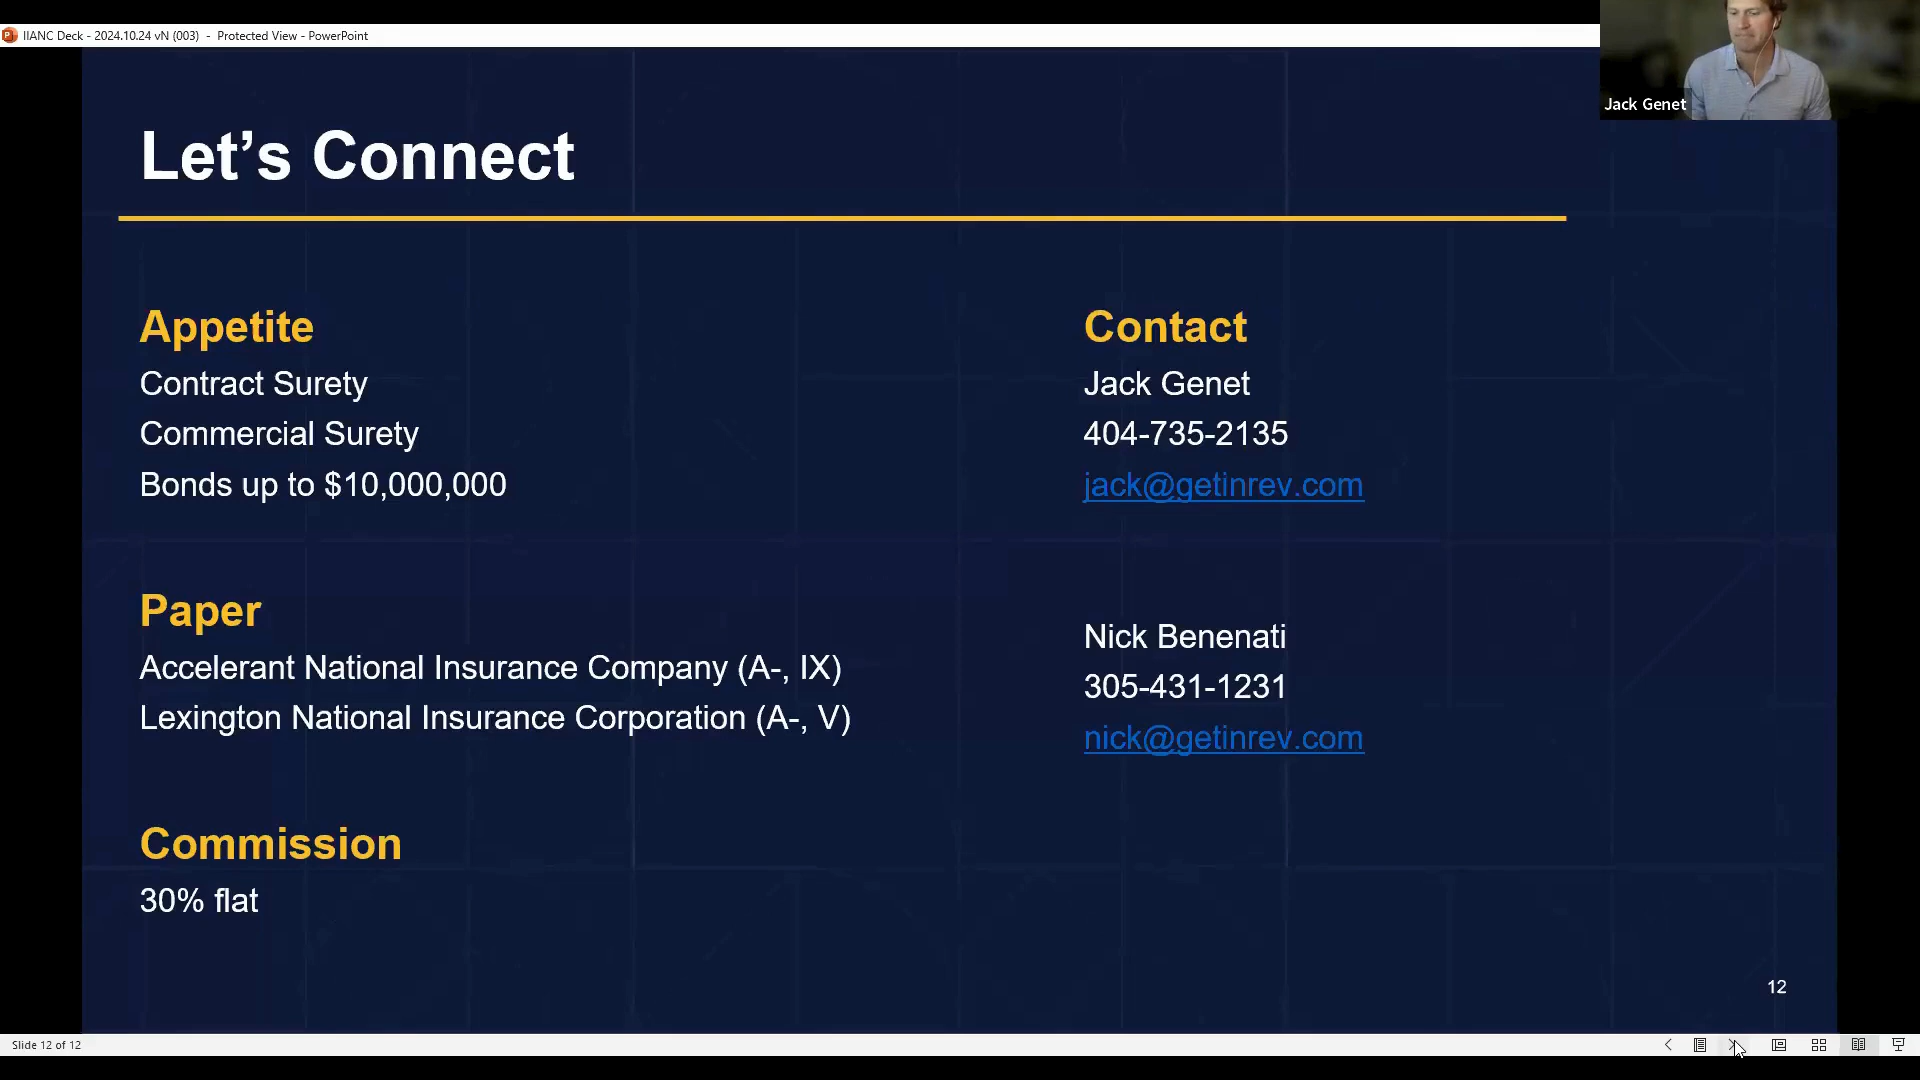 IIANC Deck - 2024.10.24 vN (003) - Protected View - PowerPoint
Jack Genet
Let’s Connect
Appetite
Contract Surety
Commercial Surety
Bonds up to $10,000,000
Paper
Accelerant National Insurance Company (A-, IX)
Lexington National Insurance Corporation (A-, V)
Commission
30% flat
Contact
Jack Genet
404-735-2135
jack@getinrev.com
Nick Benenati
305-431-1231
nick@getinrev.com
12
Slide 12 of 12